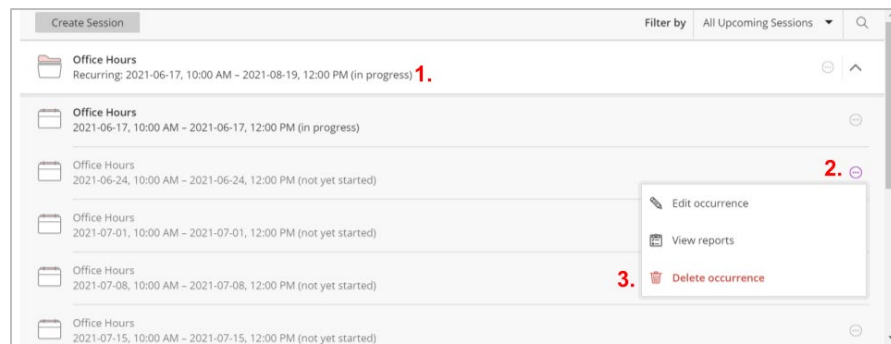 Create Session
Filter by All Upcoming Sessions
Office Hours
Recurring: 2021-06-17, 10:00 AM – 2021-08-19, 12:00 PM (in progress) 1.
Office Hours
2021-06-17, 10:00 AM – 2021-06-17, 12:00 PM (in progress)
Office Hours
2021-06-24, 10:00 AM – 2021-06-24, 12:00 PM (not yet started)
2.
Edit occurrence
Office Hours
2021-07-01, 10:00 AM – 2021-07-01, 12:00 PM (not yet started)
View reports
Office Hours
2021-07-08, 10:00 AM – 2021-07-08, 12:00 PM (not yet started)
3. Delete occurrence
Office Hours
2021-07-15, 10:00 AM – 2021-07-15, 12:00 PM (not yet started)